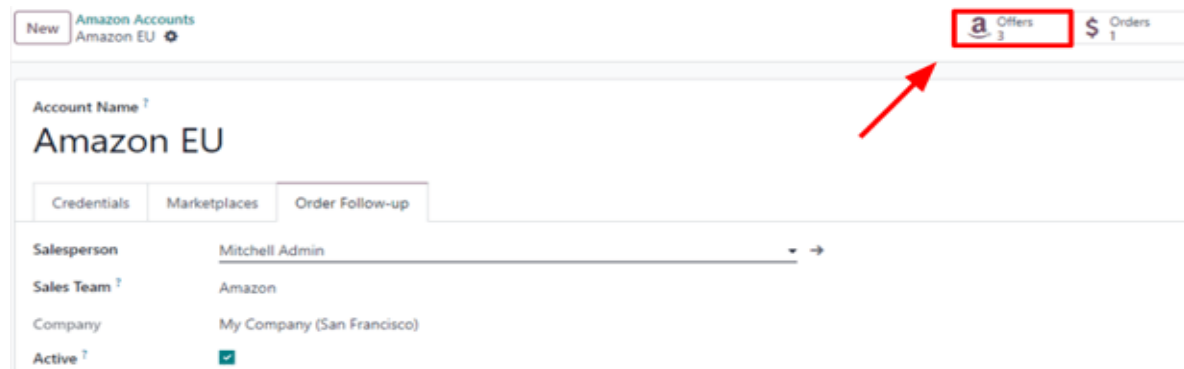 New
Amazon Accounts
Amazon EU
Offers
3
$ Orders
1
Account Name ?
Amazon EU
Credentials Marketplaces Order Follow-up
Salesperson Mitchell Admin
Sales Team ? Amazon
Company My Company (San Francisco)
Active ?